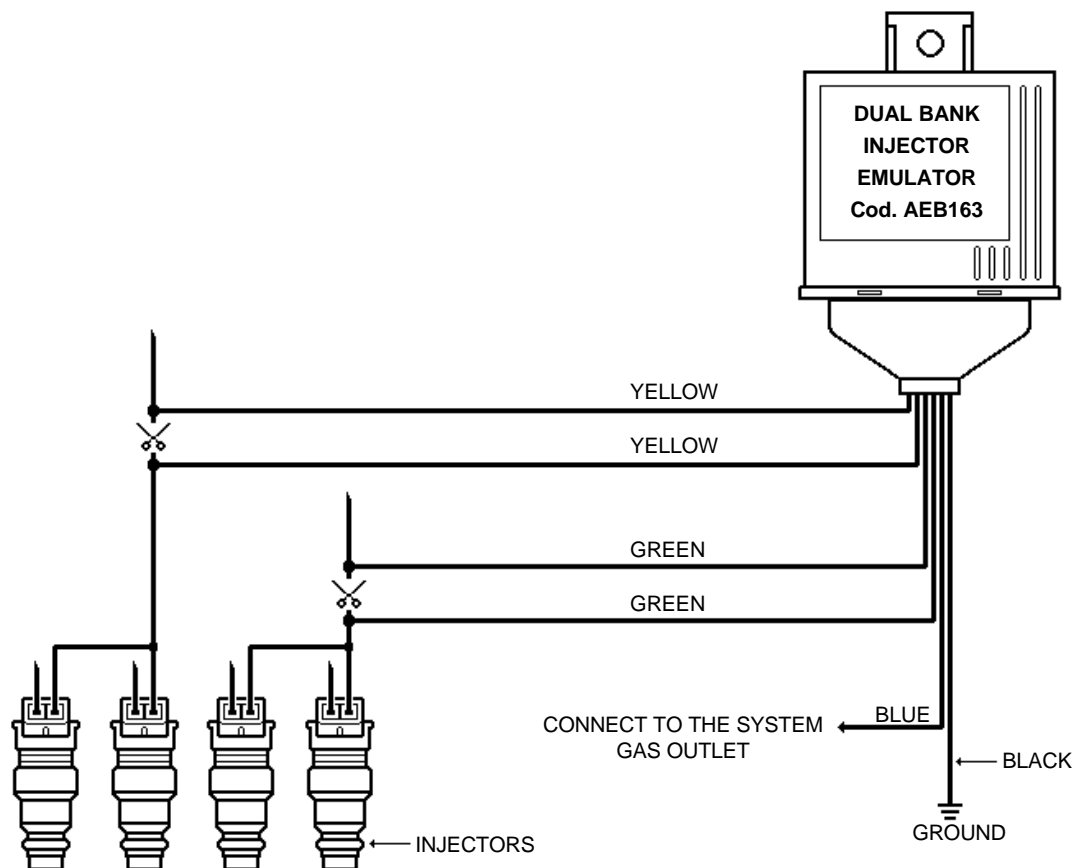 DUAL BANK
INJECTOR
EMULATOR
Cod. AEB163
YELLOW
YELLOW
GREEN
GREEN
BLUE
CONNECT TO THE SYSTEM
GAS OUTLET
BLACK
GROUND
INJECTORS